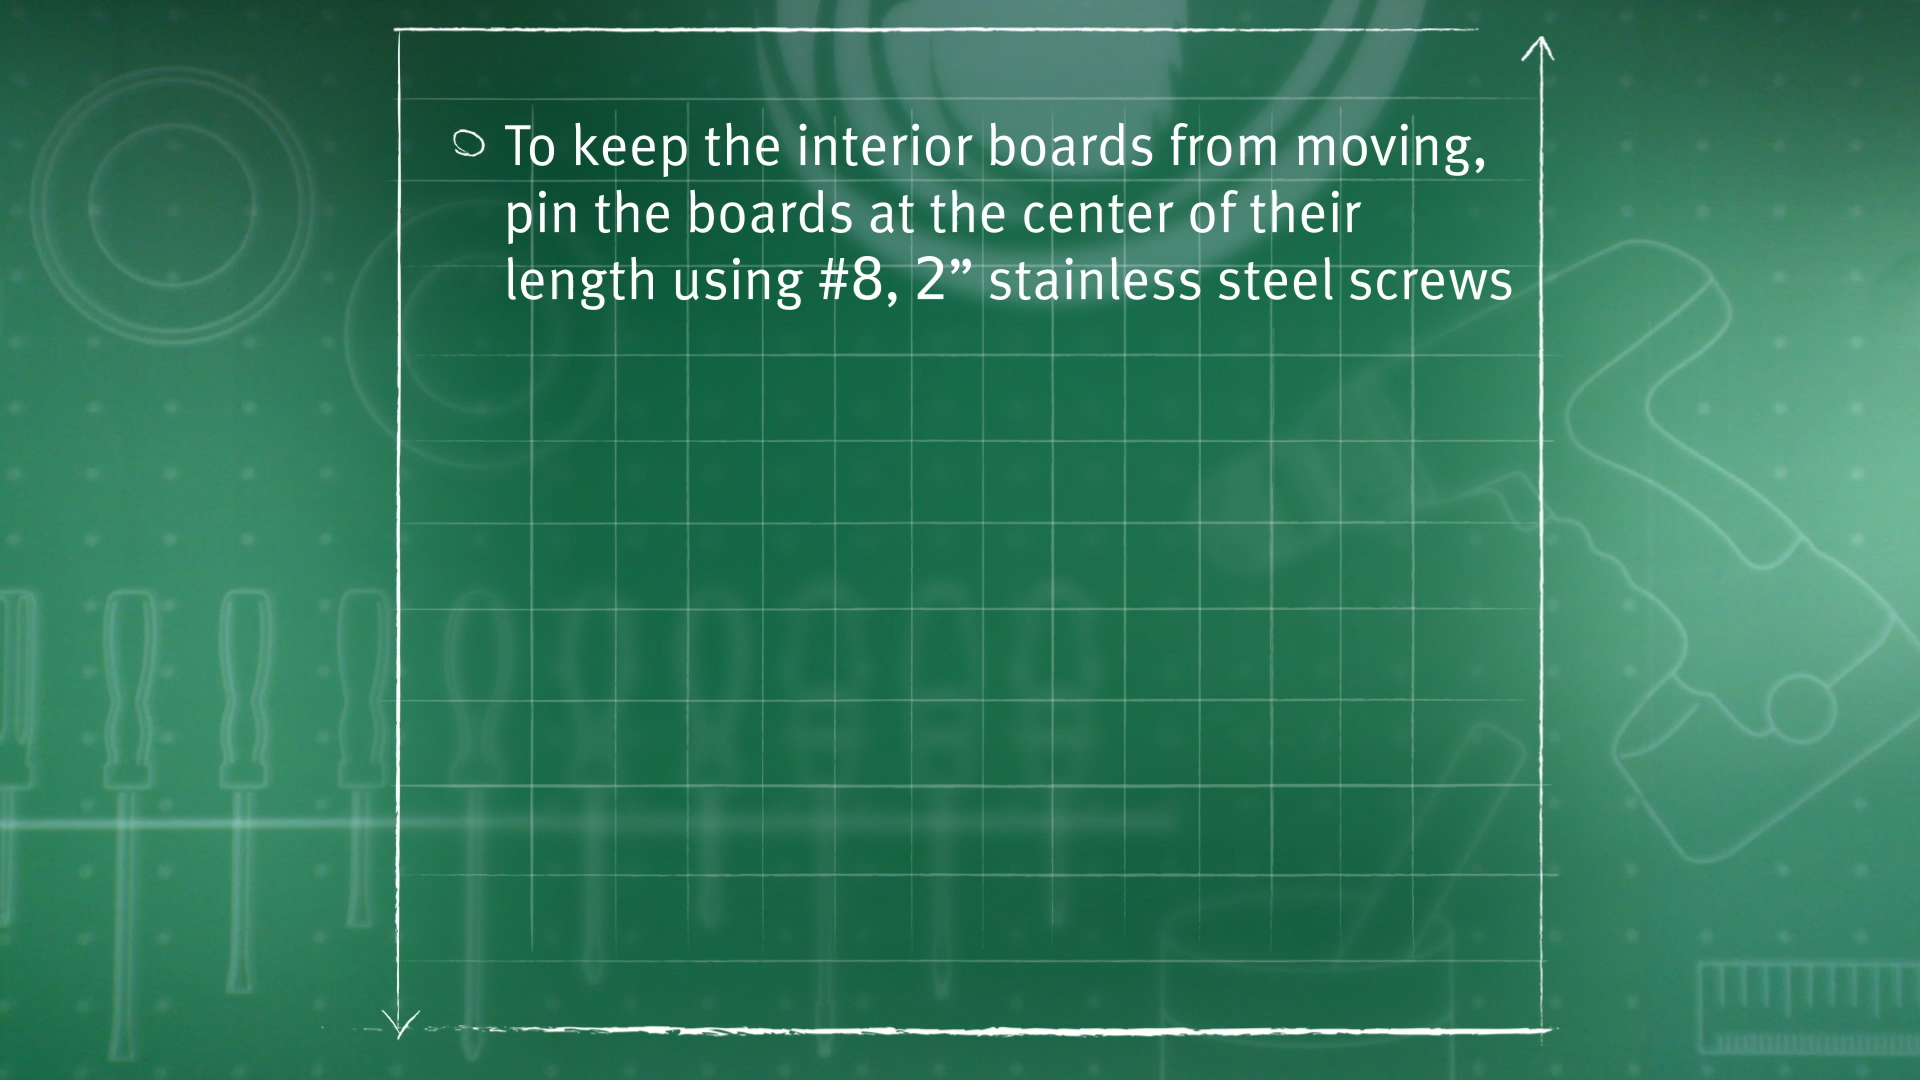 To keep the interior boards from moving,
pin the boards at the center of their
length using #8, 2” stainless steel screws